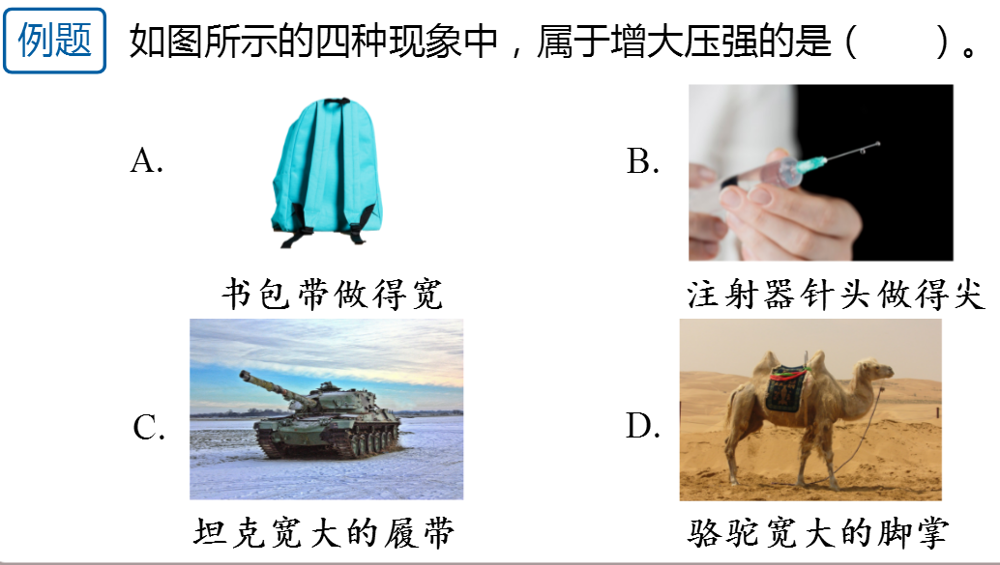 例题 如图所示的四种现象中，属于增大压强的是（　　）。
A.
B.
书包带做得宽
注射器针头做得尖
C.
D.
坦克宽大的履带
骆驼宽大的脚掌